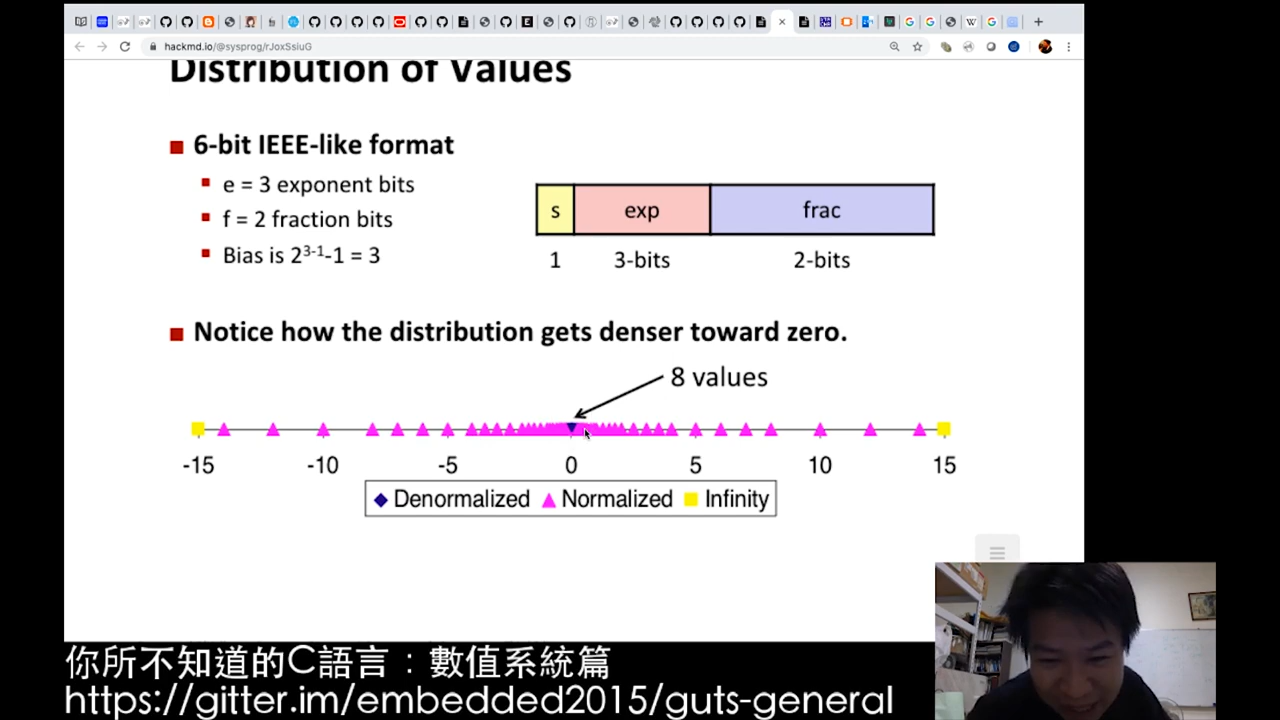 hackmd.io/@sysprog/rJoxSsiuG
Distribution of Values
6-bit IEEE-like format
e = 3 exponent bits
f = 2 fraction bits
Bias is 2³⁻¹-1 = 3
s exp frac
1 3-bits 2-bits
Notice how the distribution gets denser toward zero.
8 values
-15 -10 -5 0 5 10 15
Denormalized Normalized Infinity
你所不知道的C語言：數值系統篇
https://gitter.im/embedded2015/guts-general